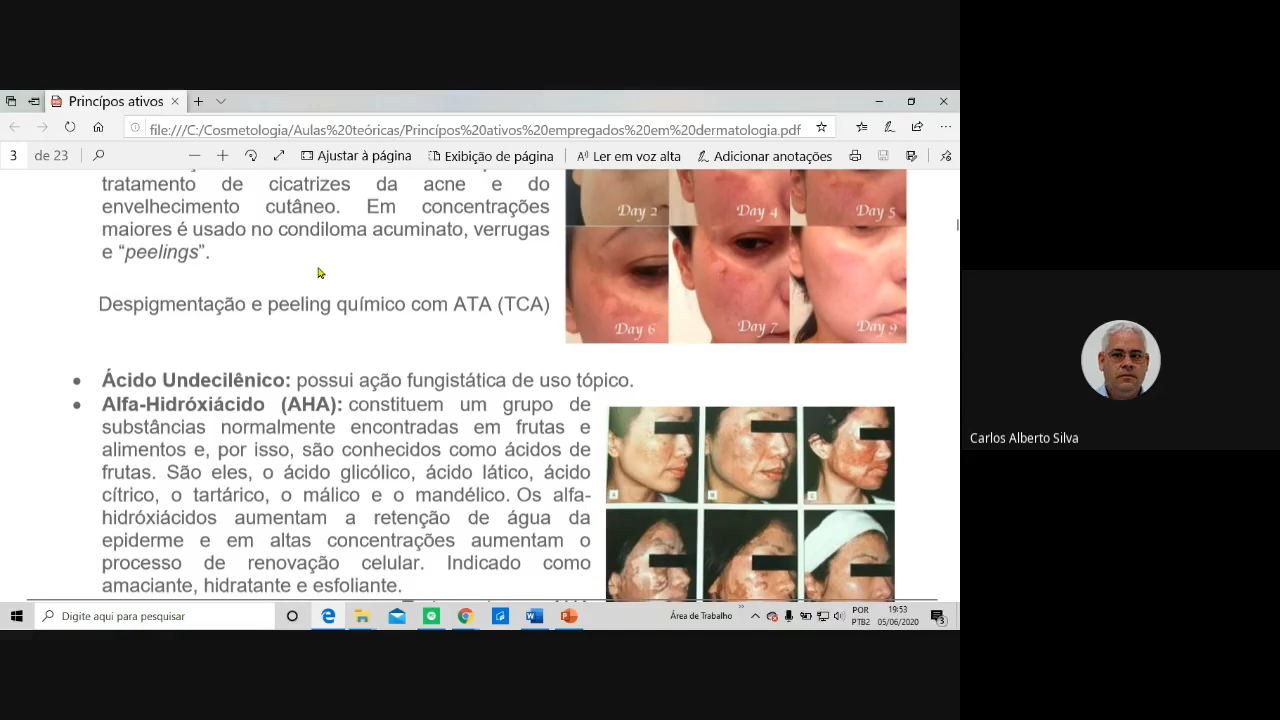 Princípos ativos
file:///C:/Cosmetologia/Aulas%20teóricas/Princípos%20ativos%20empregados%20em%20dermatologia.pdf
3 de 23
Ajustar à página
Exibição de página
Ler em voz alta
Adicionar anotações
tratamento de cicatrizes da acne e do
envelhecimento cutâneo. Em concentrações
maiores é usado no condiloma acuminato, verrugas
e “peelings”.
Day 2 Day 4 Day 5
Day 6 Day 7 Day 9
Despigmentação e peeling químico com ATA (TCA)
• Ácido Undecilênico: possui ação fungistática de uso tópico.
• Alfa-Hidróxiácido (AHA): constituem um grupo de
substâncias normalmente encontradas em frutas e
alimentos e, por isso, são conhecidos como ácidos de
frutas. São eles, o ácido glicólico, ácido lático, ácido
cítrico, o tartárico, o málico e o mandélico. Os alfa-
hidróxiácidos aumentam a retenção de água da
epiderme e em altas concentrações aumentam o
processo de renovação celular. Indicado como
amaciante, hidratante e esfoliante.
Digite aqui para pesquisar
Área de Trabalho
POR
PTB2
19:53
05/06/2020
3
Carlos Alberto Silva